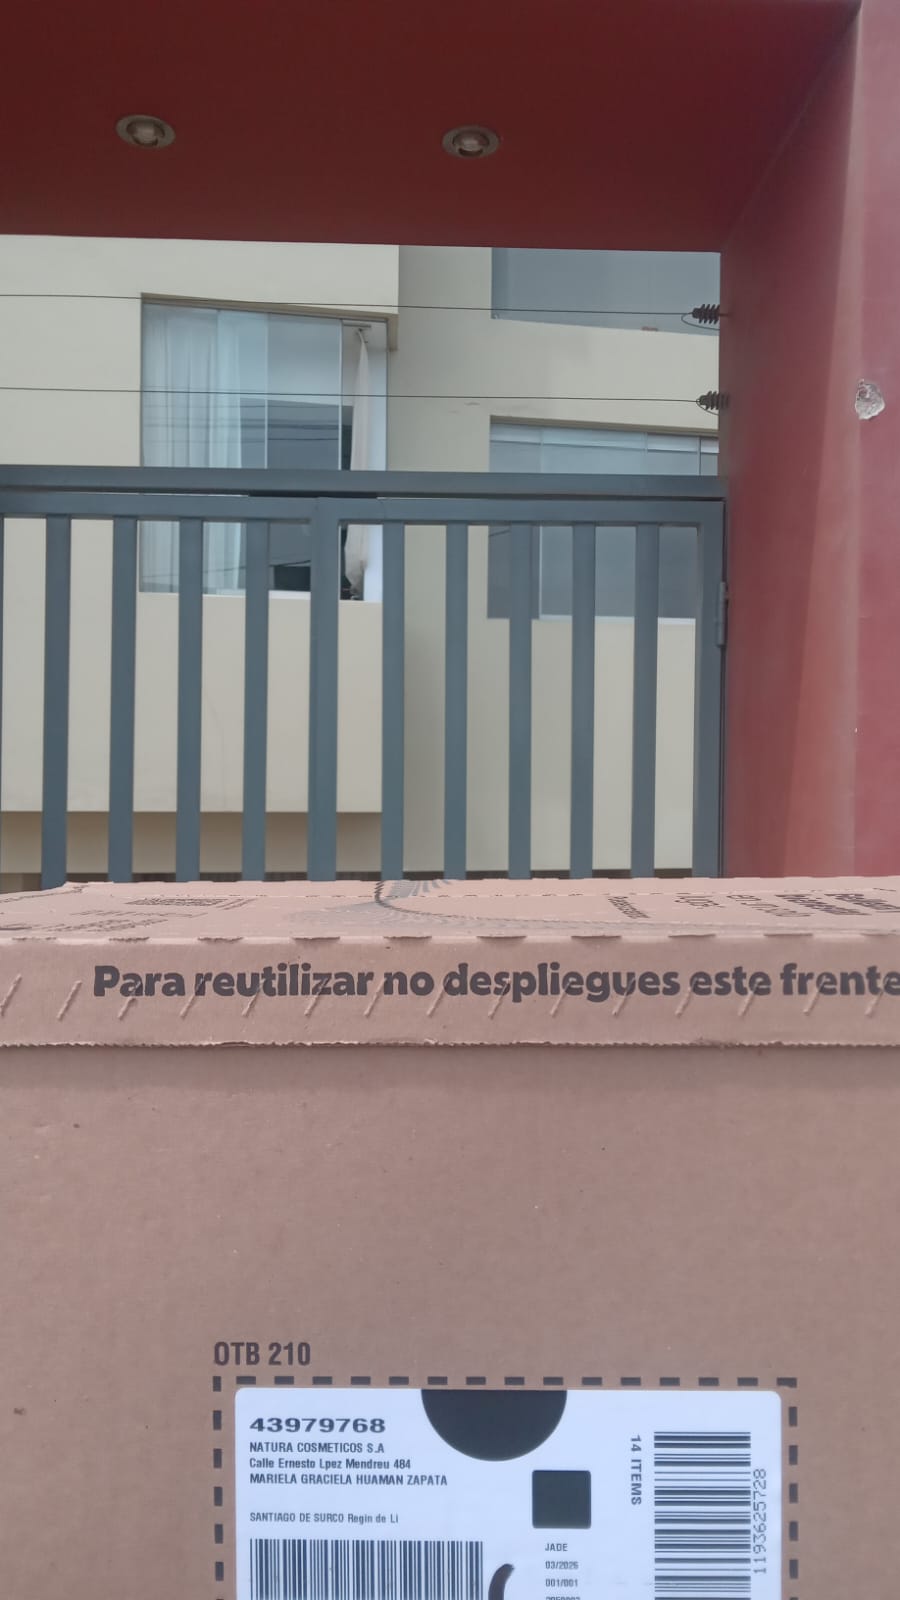 Para reutilizar no despliegues este frente
OTB 210
43979768
NATURA COSMETICOS S.A
Calle Ernesto Lpez Mendreu 484
MARIELA GRACIELA HUAMAN ZAPATA
SANTIAGO DE SURCO Regin de Li
14 ITEMS
1193625728
JADE
03/2026
001/001